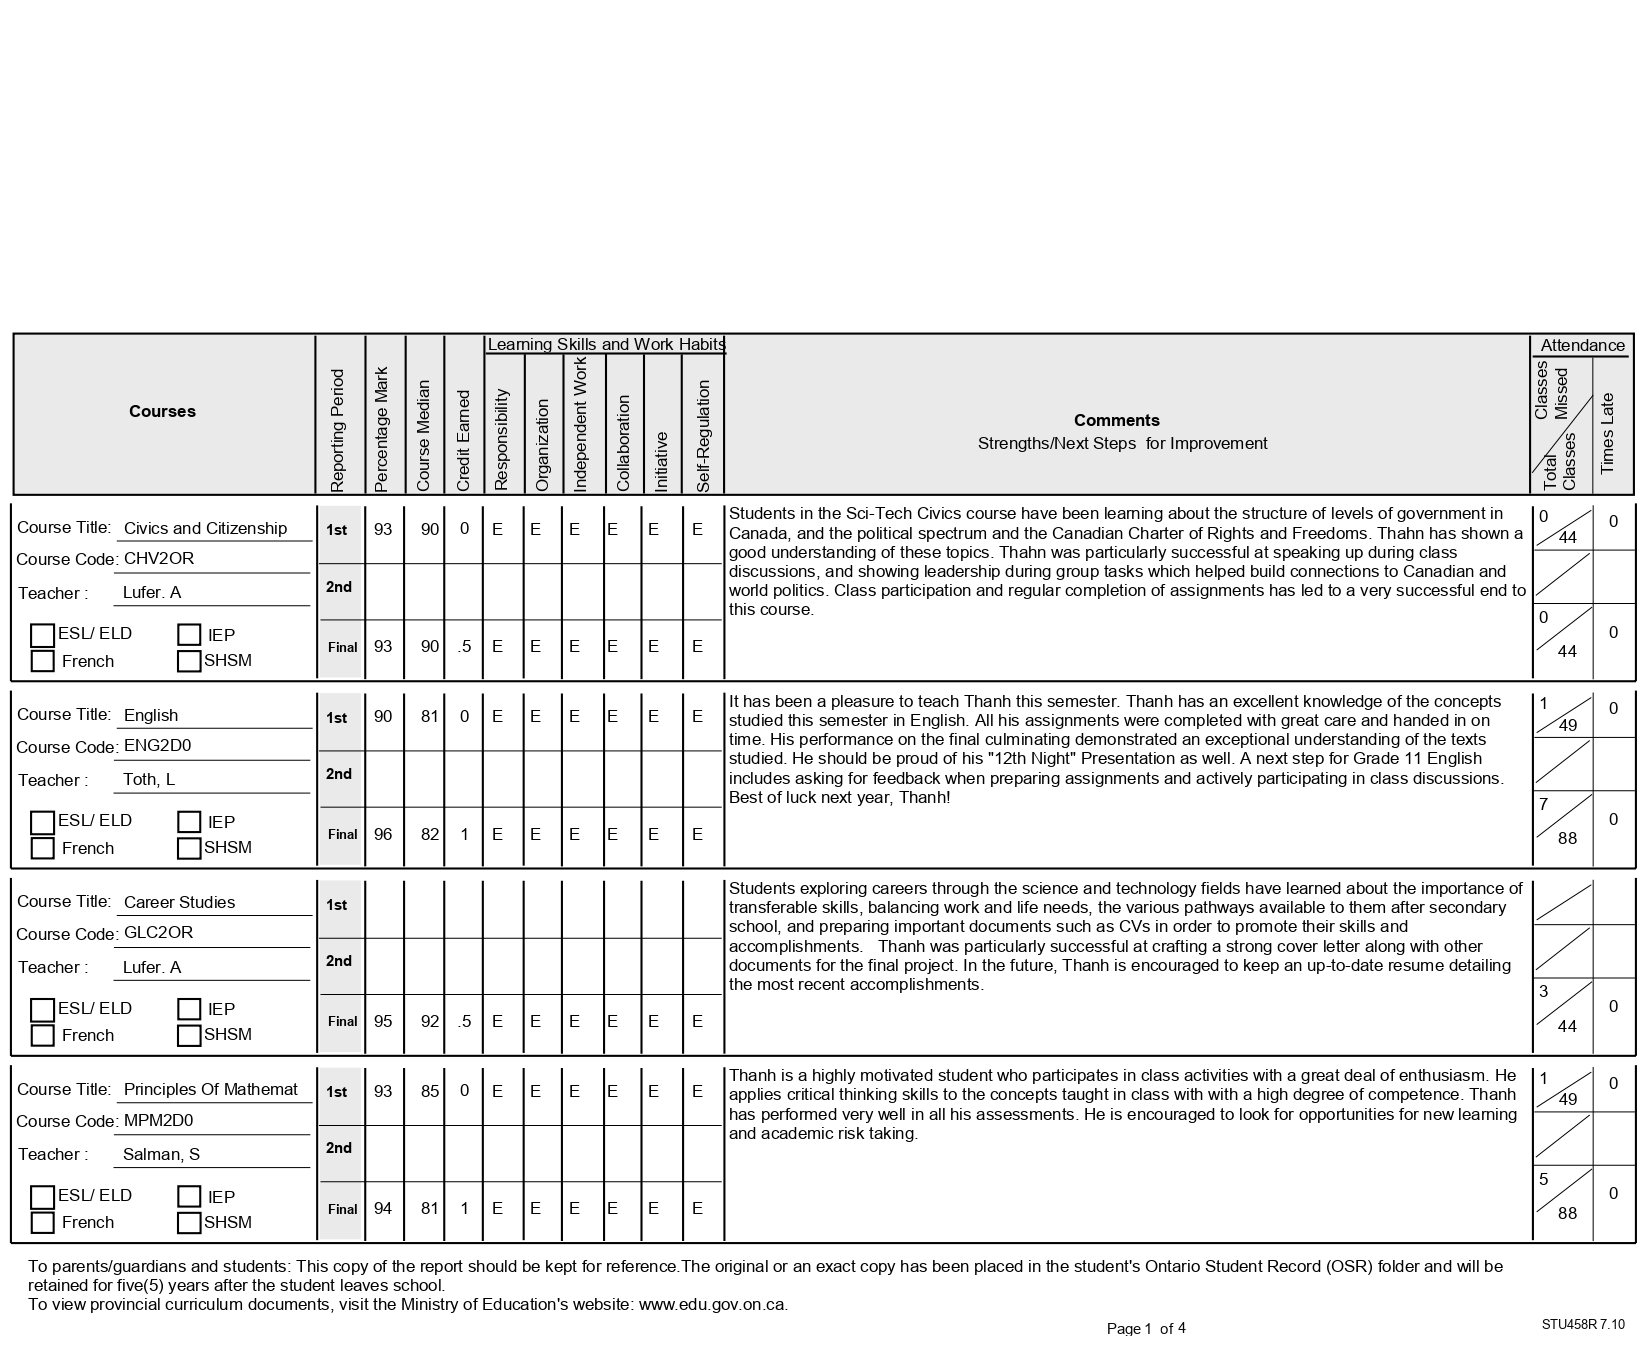 Courses
Reporting Period
Percentage Mark
Course Median
Credit Earned
Learning Skills and Work Habits
Responsibility
Organization
Independent Work
Collaboration
Initiative
Self-Regulation
Comments
Strengths/Next Steps for Improvement
Attendance
Classes Missed
Total Classes
Times Late
Course Title: Civics and Citizenship
Course Code: CHV2OR
Teacher : Lufer. A
ESL/ ELD IEP
French SHSM
1st 93 90 0 E E E E E E
2nd
Final 93 90 .5 E E E E E E
Students in the Sci-Tech Civics course have been learning about the structure of levels of government in
Canada, and the political spectrum and the Canadian Charter of Rights and Freedoms. Thahn has shown a
good understanding of these topics. Thahn was particularly successful at speaking up during class
discussions, and showing leadership during group tasks which helped build connections to Canadian and
world politics. Class participation and regular completion of assignments has led to a very successful end to
this course.
0 / 44 0
0 / 44 0
Course Title: English
Course Code: ENG2D0
Teacher : Toth, L
ESL/ ELD IEP
French SHSM
1st 90 81 0 E E E E E E
2nd
Final 96 82 1 E E E E E E
It has been a pleasure to teach Thanh this semester. Thanh has an excellent knowledge of the concepts
studied this semester in English. All his assignments were completed with great care and handed in on
time. His performance on the final culminating demonstrated an exceptional understanding of the texts
studied. He should be proud of his "12th Night" Presentation as well. A next step for Grade 11 English
includes asking for feedback when preparing assignments and actively participating in class discussions.
Best of luck next year, Thanh!
1 / 49 0
7 / 88 0
Course Title: Career Studies
Course Code: GLC2OR
Teacher : Lufer. A
ESL/ ELD IEP
French SHSM
1st
2nd
Final 95 92 .5 E E E E E E
Students exploring careers through the science and technology fields have learned about the importance of
transferable skills, balancing work and life needs, the various pathways available to them after secondary
school, and preparing important documents such as CVs in order to promote their skills and
accomplishments. Thanh was particularly successful at crafting a strong cover letter along with other
documents for the final project. In the future, Thanh is encouraged to keep an up-to-date resume detailing
the most recent accomplishments.
3 / 44 0
Course Title: Principles Of Mathemat
Course Code: MPM2D0
Teacher : Salman, S
ESL/ ELD IEP
French SHSM
1st 93 85 0 E E E E E E
2nd
Final 94 81 1 E E E E E E
Thanh is a highly motivated student who participates in class activities with a great deal of enthusiasm. He
applies critical thinking skills to the concepts taught in class with with a high degree of competence. Thanh
has performed very well in all his assessments. He is encouraged to look for opportunities for new learning
and academic risk taking.
1 / 49 0
5 / 88 0
To parents/guardians and students: This copy of the report should be kept for reference.The original or an exact copy has been placed in the student's Ontario Student Record (OSR) folder and will be
retained for five(5) years after the student leaves school.
To view provincial curriculum documents, visit the Ministry of Education's website: www.edu.gov.on.ca.
Page 1 of 4
STU458R 7.10